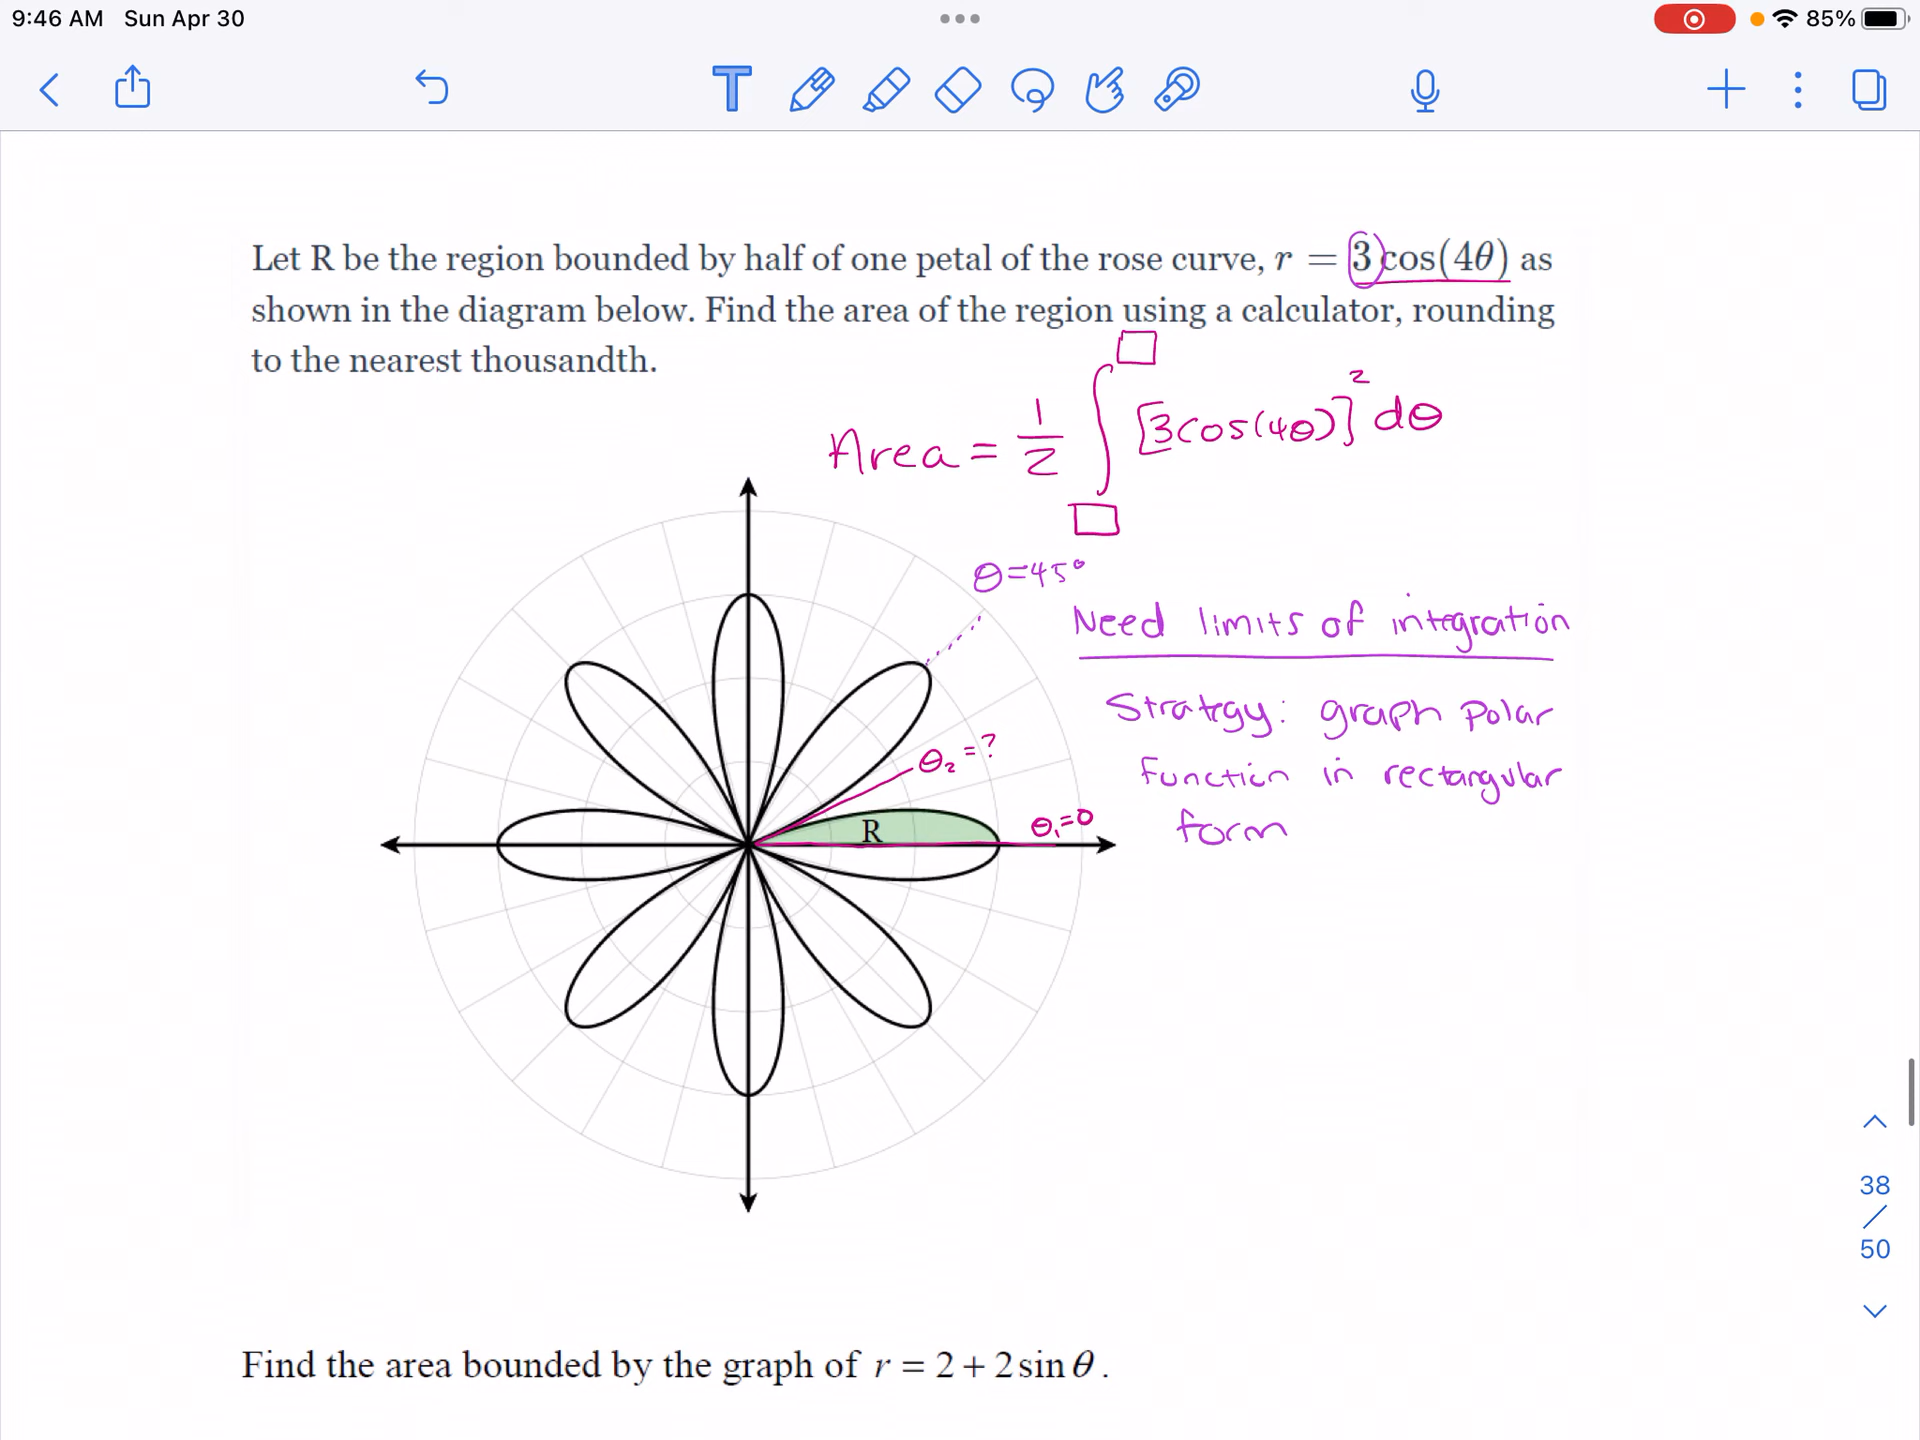 9:46 AM Sun Apr 30
85%
T
Let R be the region bounded by half of one petal of the rose curve, r = 3cos(4θ) as
shown in the diagram below. Find the area of the region using a calculator, rounding
to the nearest thousandth.
Area = 1/2 ∫ [3cos(4θ)]² dθ
θ=45°
Need limits of integration
Strategy: graph polar
function in rectangular
form
θ₂=?
θ₁=0
R
38
/
50
Find the area bounded by the graph of r = 2 + 2 sin θ .